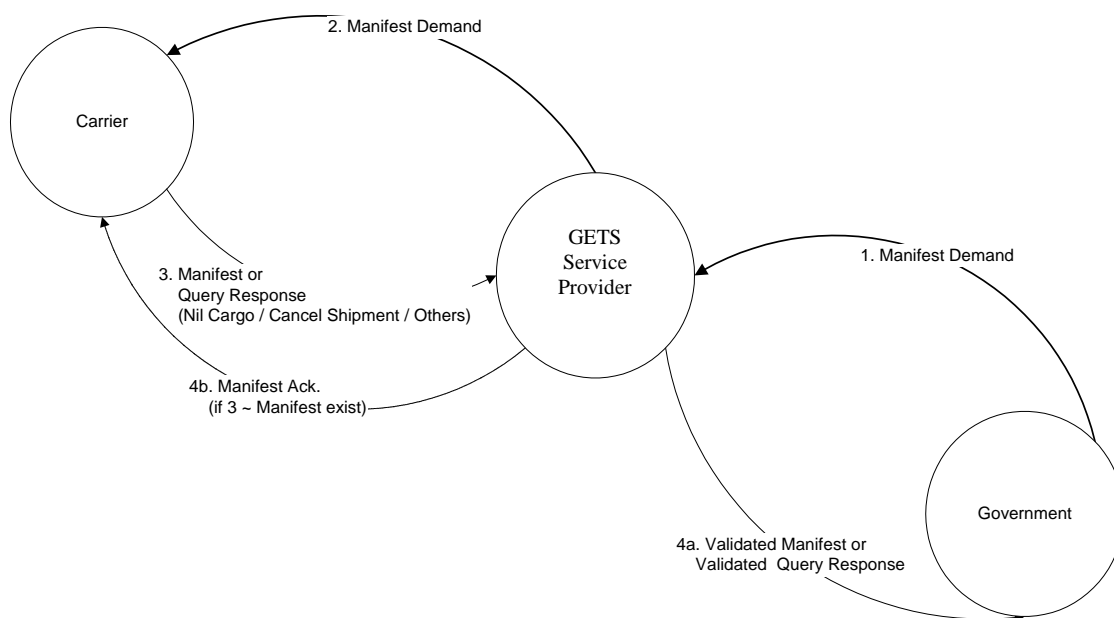 2. Manifest Demand
Carrier
GETS
Service
Provider
1. Manifest Demand
3. Manifest or
Query Response
(Nil Cargo / Cancel Shipment / Others)
4b. Manifest Ack.
(if 3 ~ Manifest exist)
Government
4a. Validated Manifest or
Validated Query Response